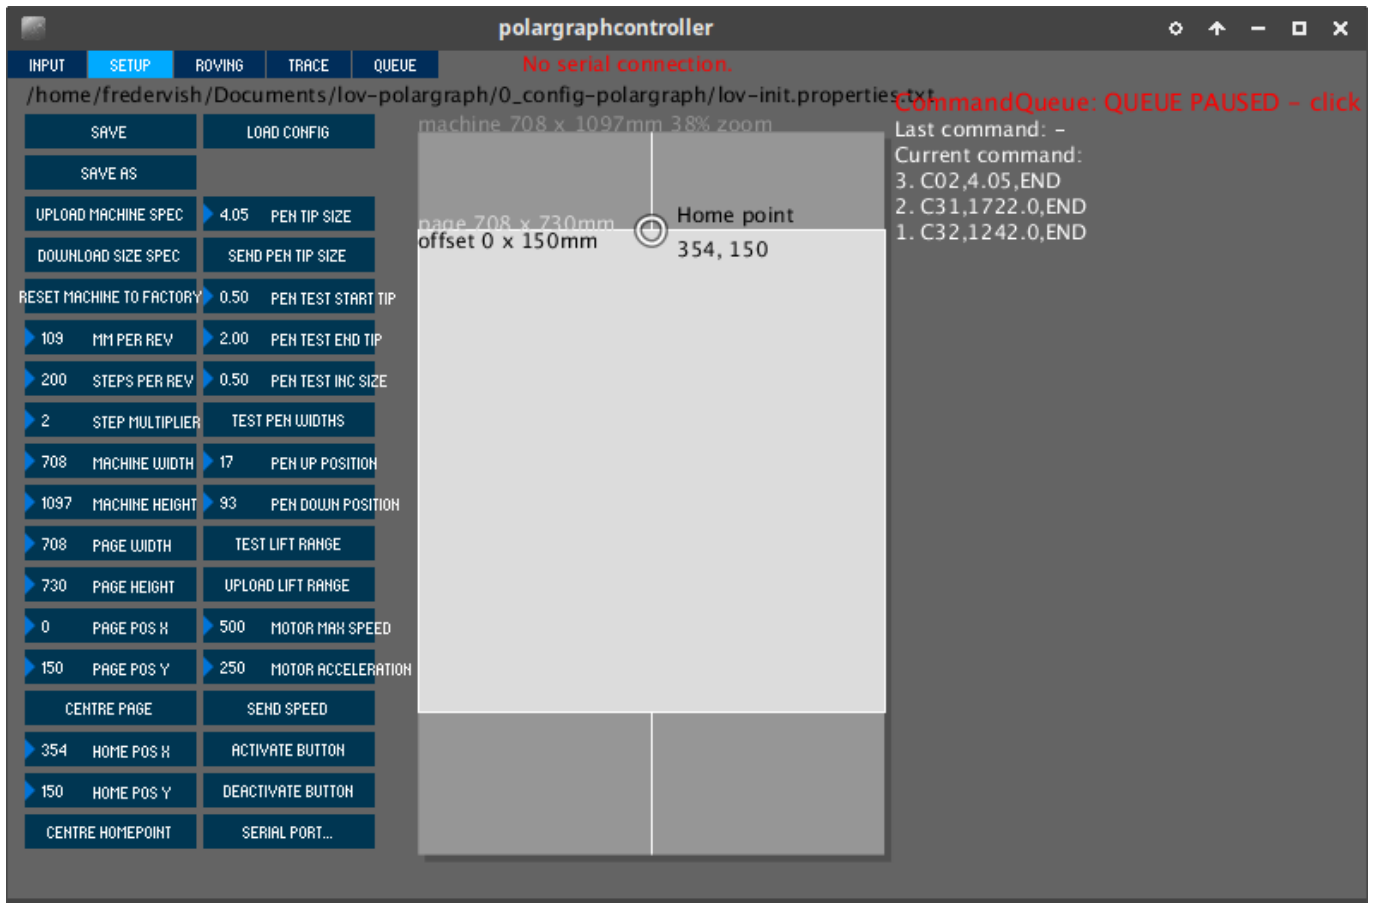 polargraphcontroller
INPUT SETUP ROVING TRACE QUEUE No serial connection.
/home/fredervish/Documents/lov-polargraph/0_config-polargraph/lov-init.properties.txt
CommandQueue: QUEUE PAUSED - click
SAVE LOAD CONFIG machine 708 x 1097mm 38% zoom Last command: -
Current command:
SAVE AS 3. C02,4.05,END
UPLOAD MACHINE SPEC 4.05 PEN TIP SIZE page 708 x 730mm Home point 2. C31,1722.0,END
1. C32,1242.0,END
DOWNLOAD SIZE SPEC SEND PEN TIP SIZE offset 0 x 150mm 354, 150
RESET MACHINE TO FACTORY 0.50 PEN TEST START TIP
109 MM PER REV 2.00 PEN TEST END TIP
200 STEPS PER REV 0.50 PEN TEST INC SIZE
2 STEP MULTIPLIER TEST PEN WIDTHS
708 MACHINE WIDTH 17 PEN UP POSITION
1097 MACHINE HEIGHT 93 PEN DOWN POSITION
708 PAGE WIDTH TEST LIFT RANGE
730 PAGE HEIGHT UPLOAD LIFT RANGE
0 PAGE POS X 500 MOTOR MAX SPEED
150 PAGE POS Y 250 MOTOR ACCELERATION
CENTRE PAGE SEND SPEED
354 HOME POS X ACTIVATE BUTTON
150 HOME POS Y DEACTIVATE BUTTON
CENTRE HOMEPOINT SERIAL PORT...